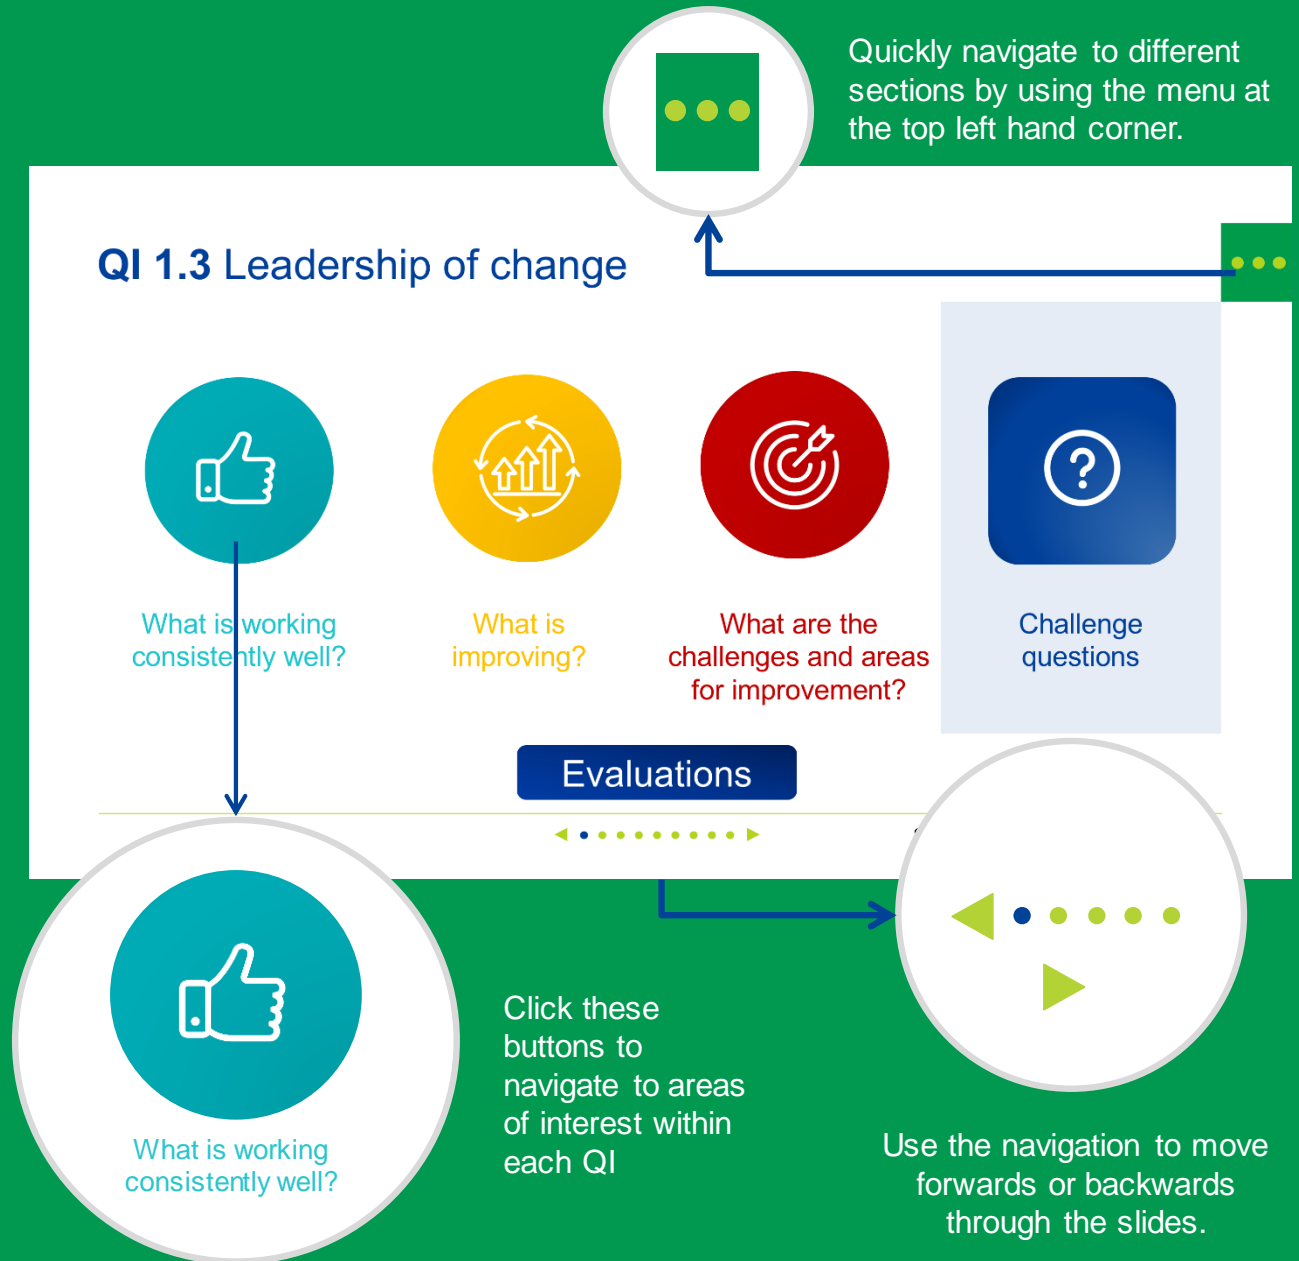 Quickly navigate to different
sections by using the menu at
the top left hand corner.
QI 1.3 Leadership of change
What is working
consistently well?
What is
improving?
What are the
challenges and areas
for improvement?
Challenge
questions
Evaluations
What is working
consistently well?
Click these
buttons to
navigate to areas
of interest within
each QI
Use the navigation to move
forwards or backwards
through the slides.